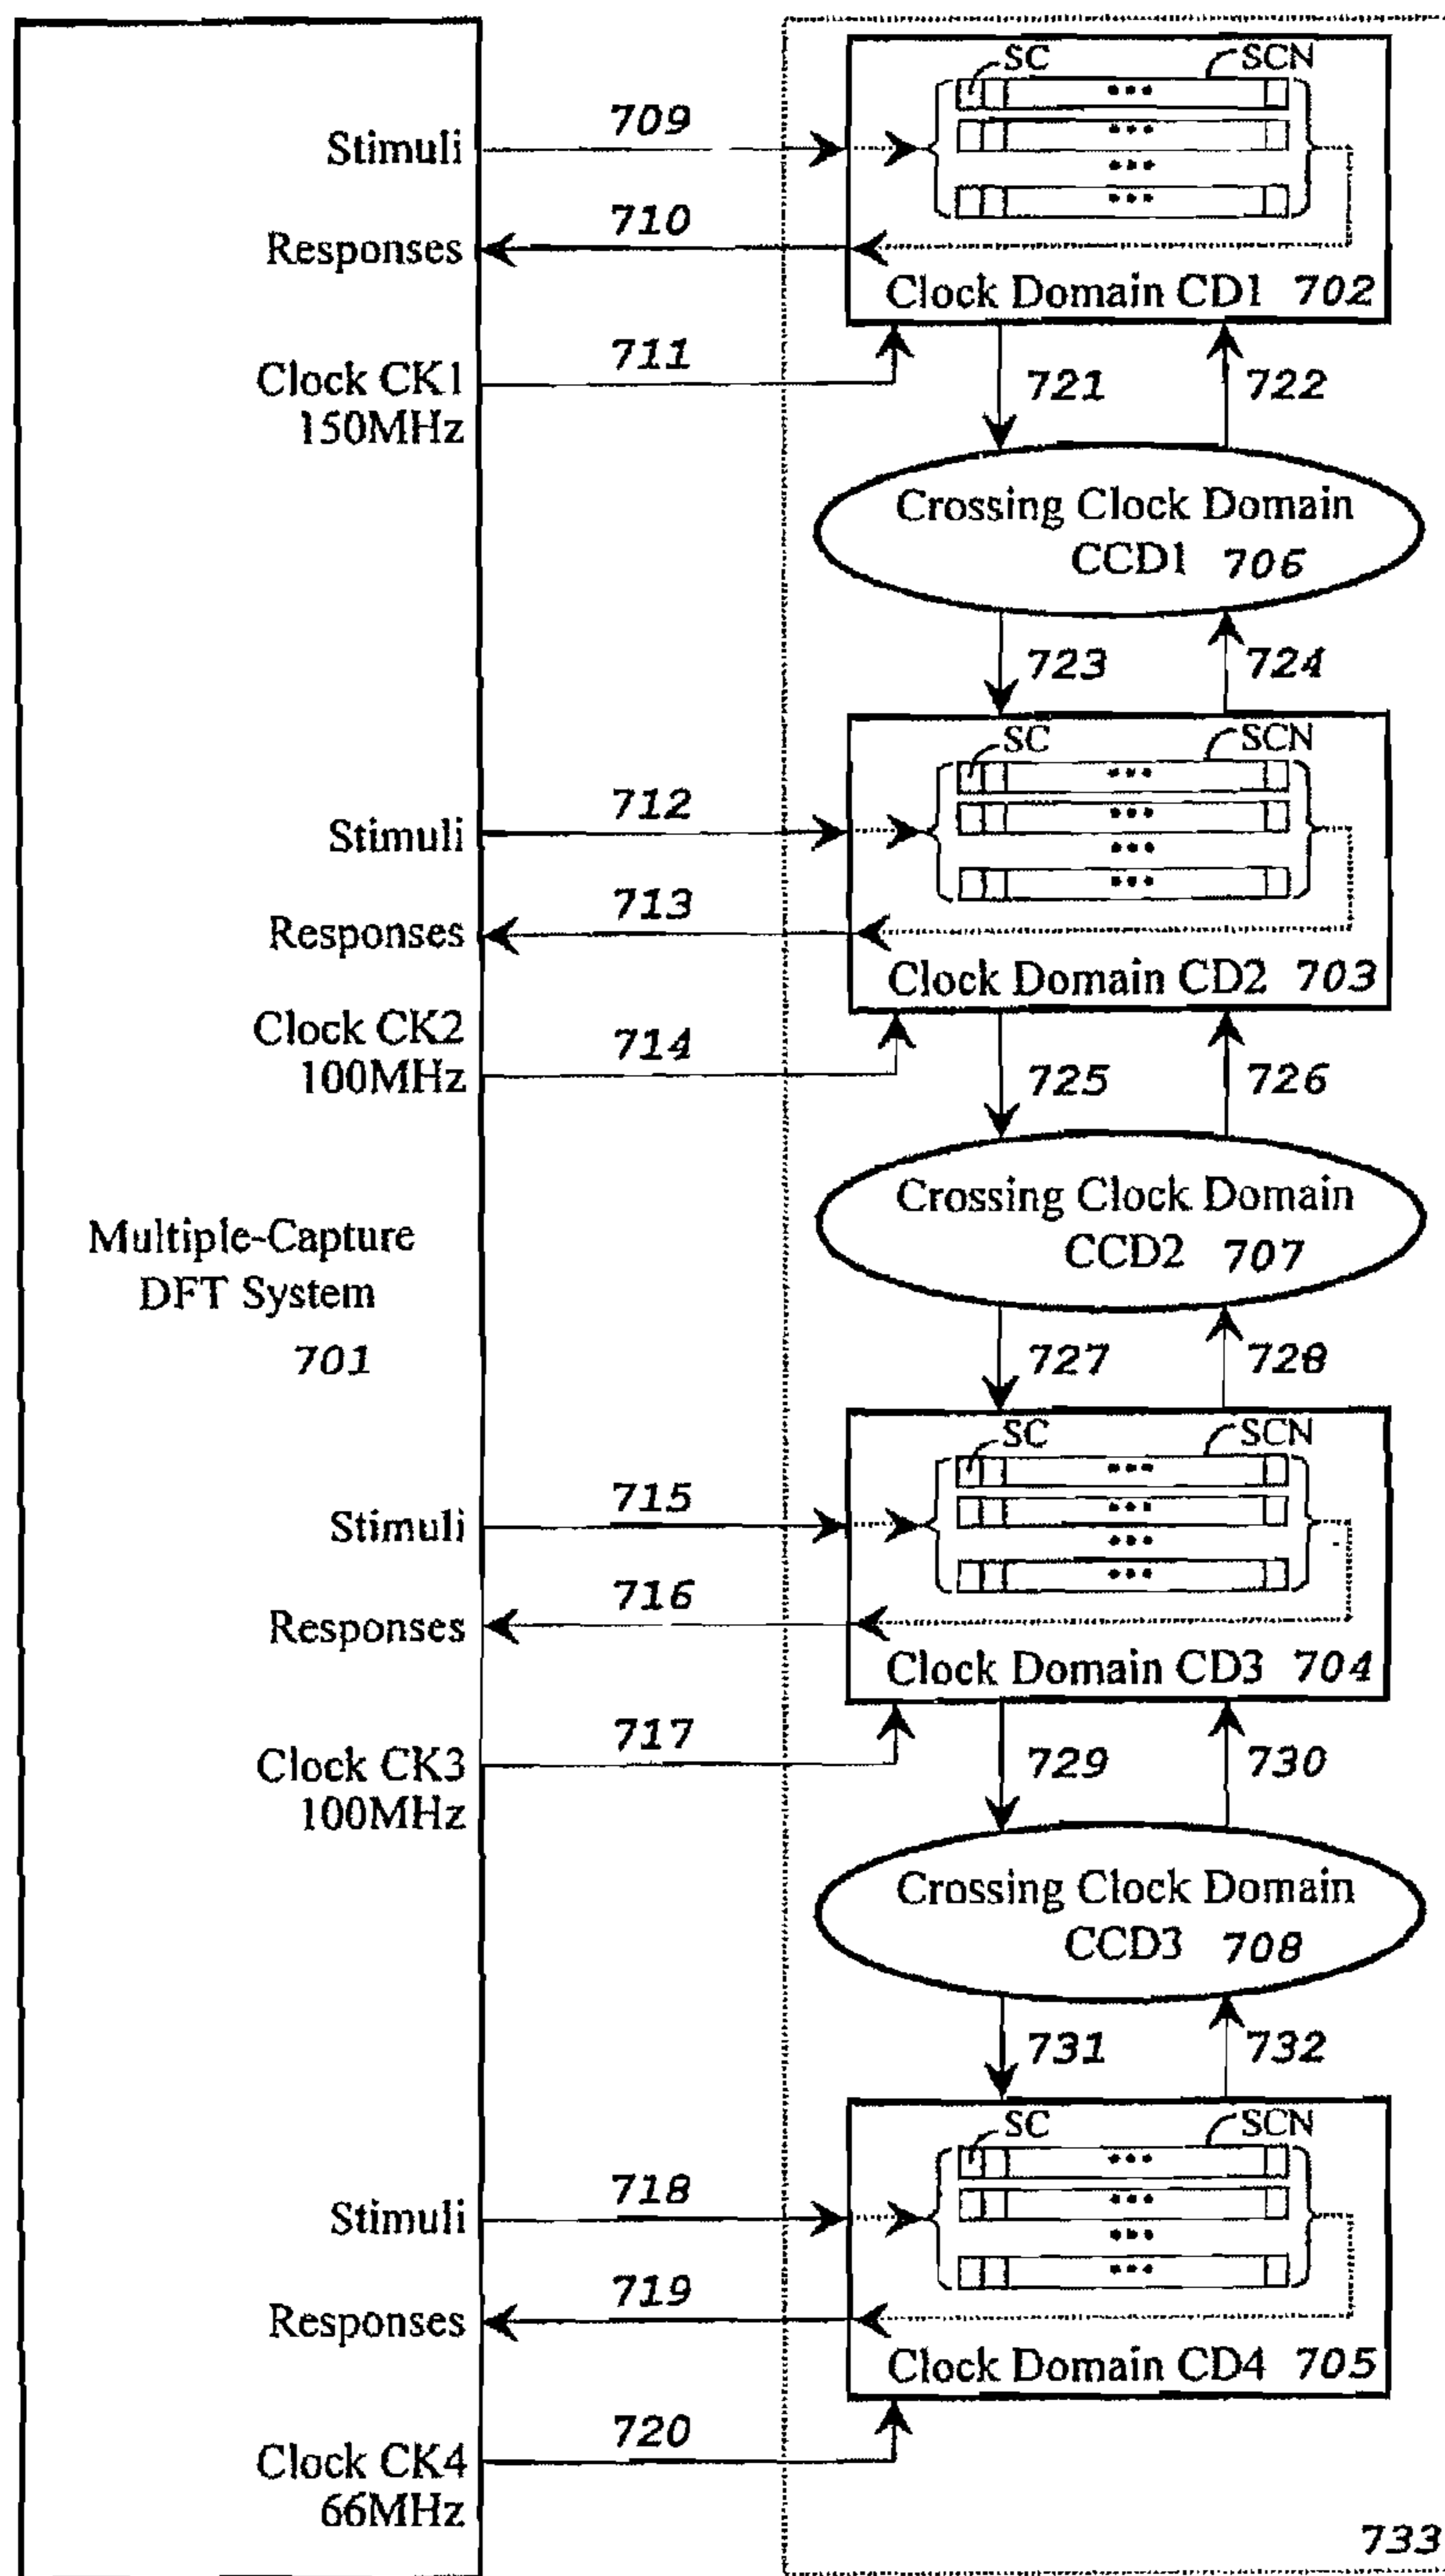 SC SCN
709
Stimuli
710
Responses
Clock Domain CD1 702
711
Clock CK1
150MHz
721 722
Crossing Clock Domain
CCD1 706
723 724
SC SCN
712
Stimuli
713
Responses
Clock Domain CD2 703
Clock CK2
100MHz
714
725 726
Crossing Clock Domain
CCD2 707
Multiple-Capture
DFT System
701
727 728
SC SCN
715
Stimuli
716
Responses
Clock Domain CD3 704
717
Clock CK3
100MHz
729 730
Crossing Clock Domain
CCD3 708
731 732
SC SCN
718
Stimuli
719
Responses
Clock Domain CD4 705
720
Clock CK4
66MHz
733